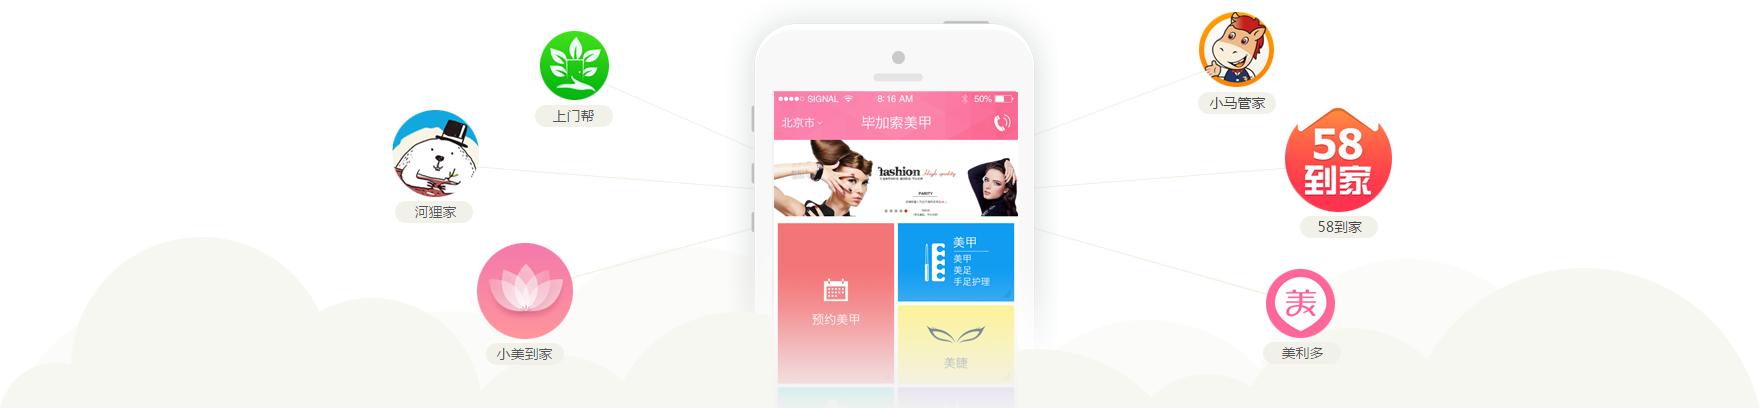 上门帮
河狸家
小美到家
SIGNAL 8:16 AM 50%
北京市 毕加索美甲
fashion High quality
PARITY
预约美甲
美甲
美甲
美足
手足护理
美睫
小马管家
58
到家
58到家
美
美利多